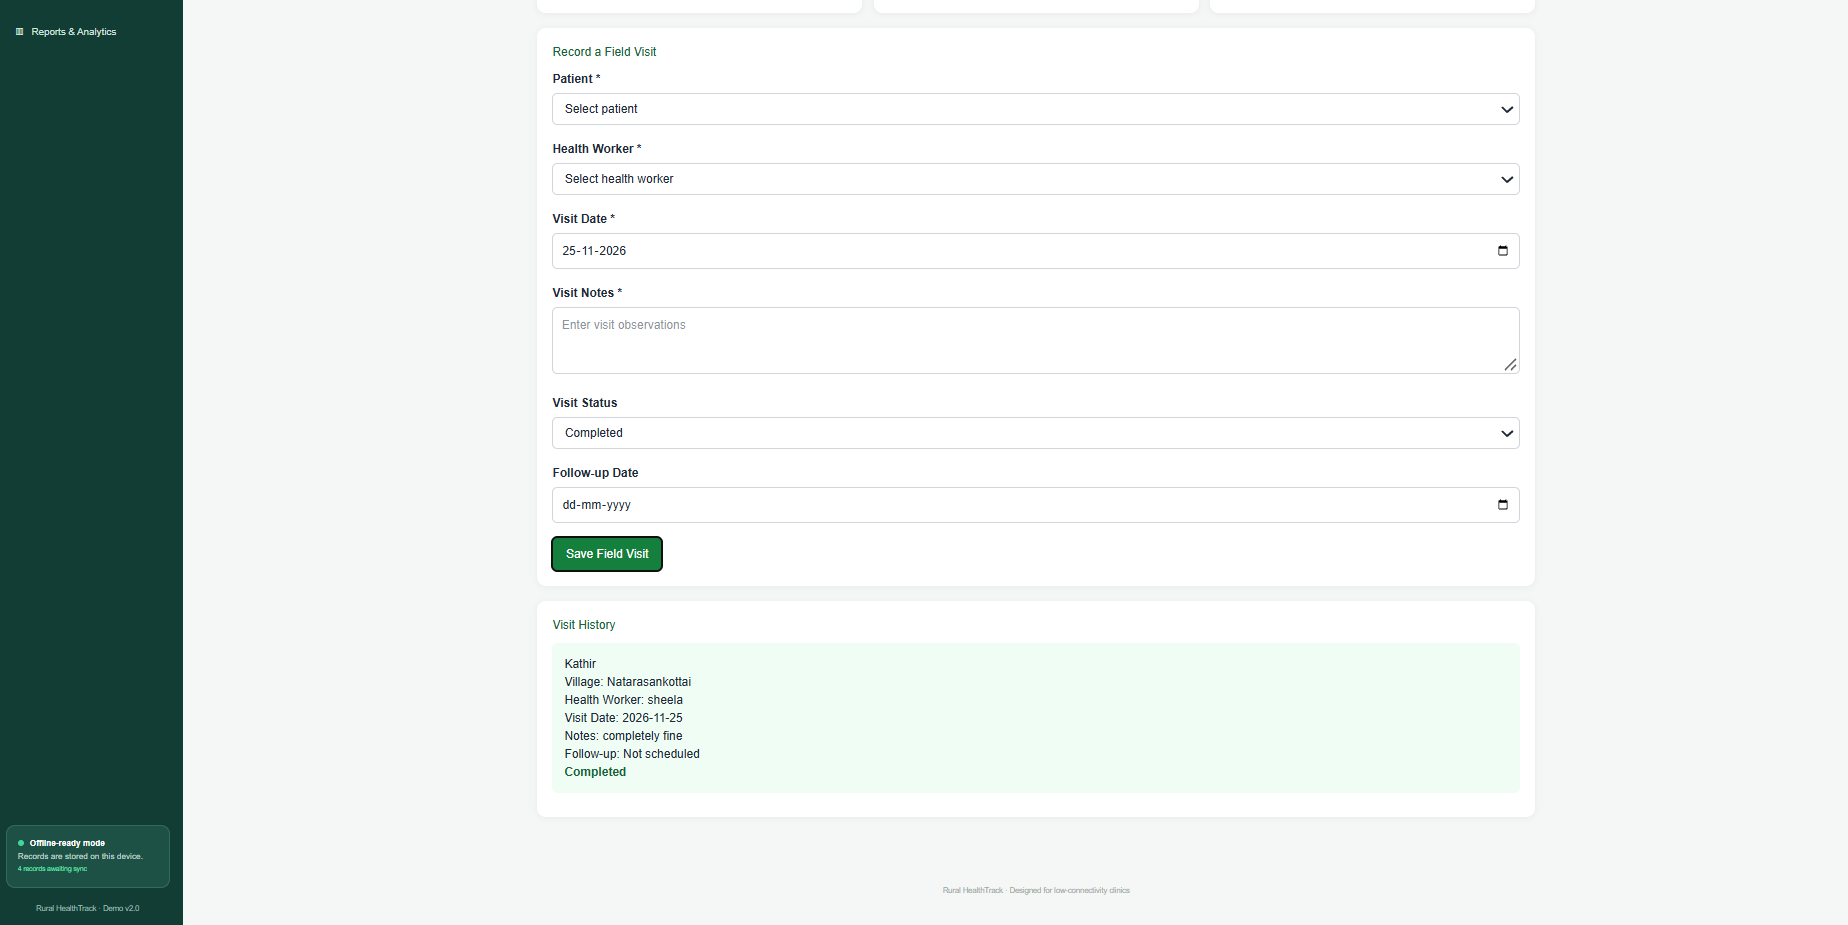 Reports & Analytics
Record a Field Visit
Patient *
Select patient
Health Worker *
Select health worker
Visit Date *
25-11-2026
Visit Notes *
Enter visit observations
Visit Status
Completed
Follow-up Date
dd-mm-yyyy
Save Field Visit
Visit History
Kathir
Village: Natarasankottai
Health Worker: sheela
Visit Date: 2026-11-25
Notes: completely fine
Follow-up: Not scheduled
Completed
Offline-ready mode
Records are stored on this device.
4 records awaiting sync
Rural HealthTrack · Demo v2.0
Rural HealthTrack · Designed for low-connectivity clinics